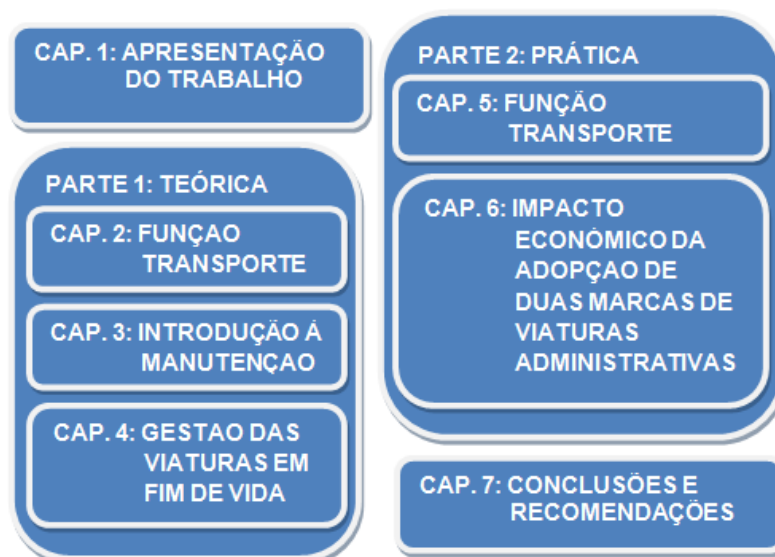 CAP. 1: APRESENTAÇÃO
DO TRABALHO
PARTE 1: TEÓRICA
CAP. 2: FUNÇAO
TRANSPORTE
CAP. 3: INTRODUÇÃO À
MANUTENÇAO
CAP. 4: GESTAO DAS
VIATURAS EM
FIM DE VIDA
PARTE 2: PRÁTICA
CAP. 5: FUNÇÃO
TRANSPORTE
CAP. 6: IMPACTO
ECONÓMICO DA
ADOPÇAO DE
DUAS MARCAS DE
VIATURAS
ADMINISTRATIVAS
CAP. 7: CONCLUSÕES E
RECOMENDAÇÕES